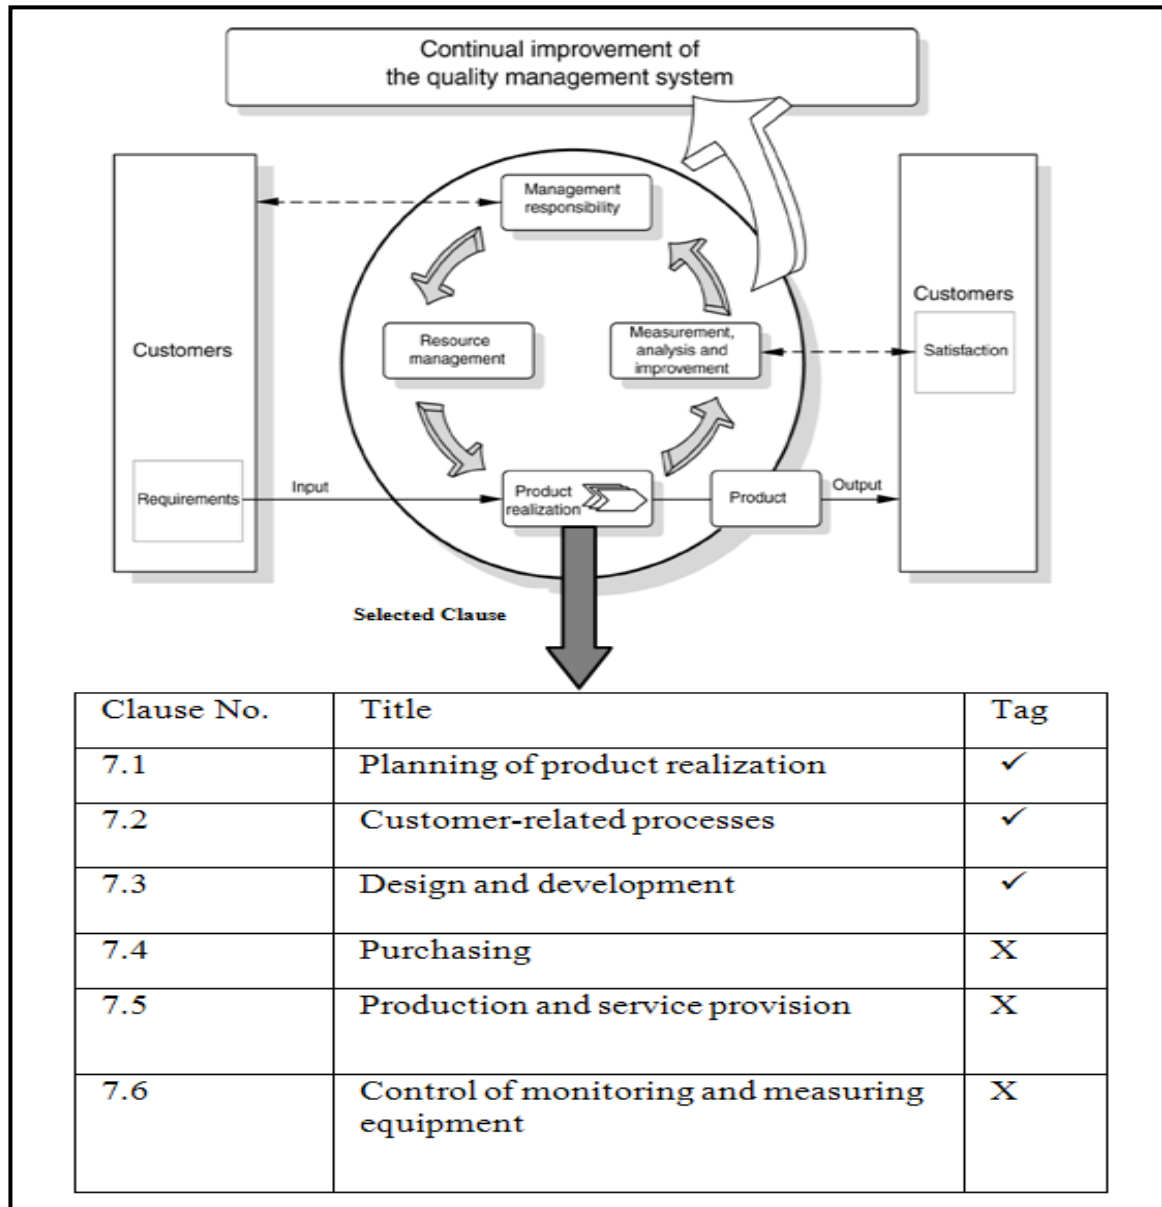 Continual improvement of
the quality management system
Management
responsibility
Customers
Resource
management
Measurement,
analysis and
improvement
Customers
Satisfaction
Requirements
Input
Product
realization
Product
Output
Selected Clause
Clause No. Title Tag
7.1 Planning of product realization ✓
7.2 Customer-related processes ✓
7.3 Design and development ✓
7.4 Purchasing X
7.5 Production and service provision X
7.6 Control of monitoring and measuring X
equipment